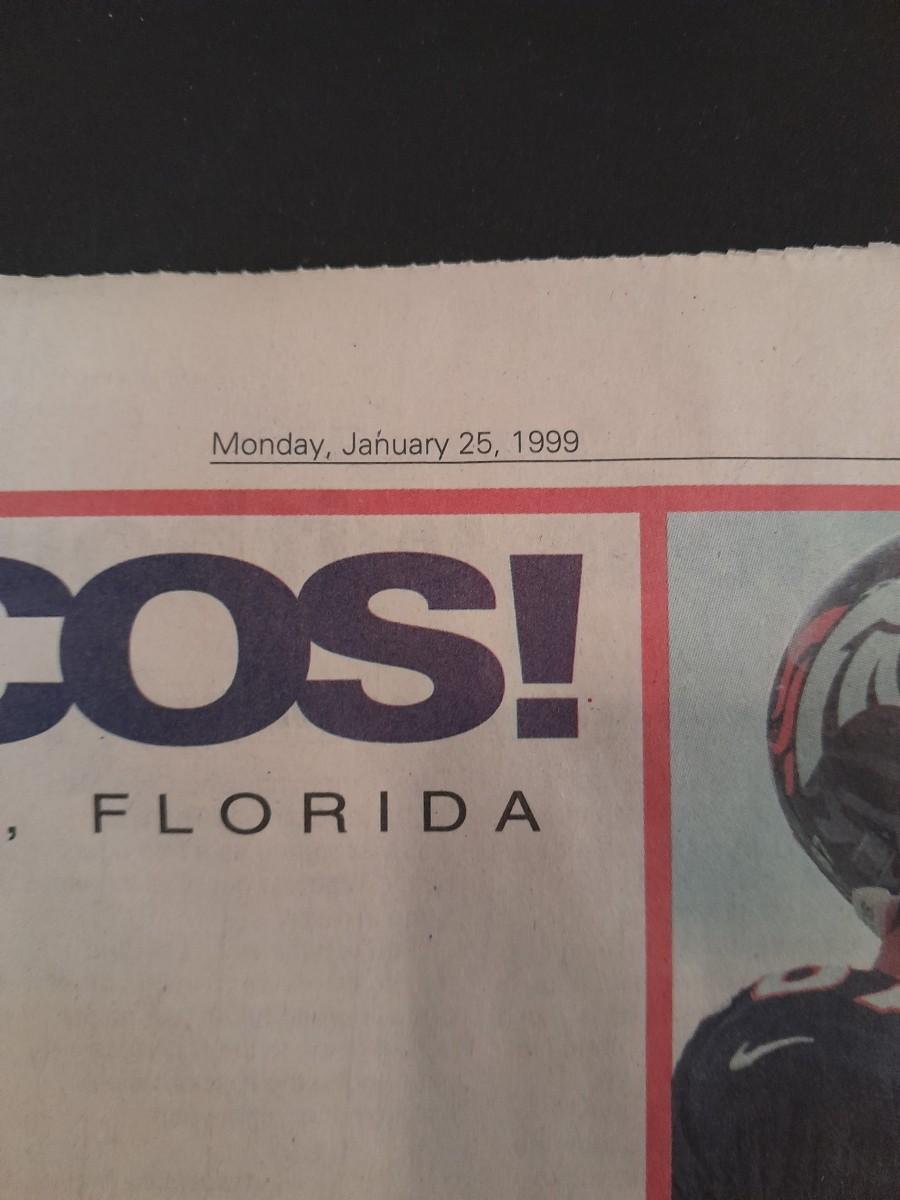 Monday, January 25, 1999
COS!
, FLORIDA